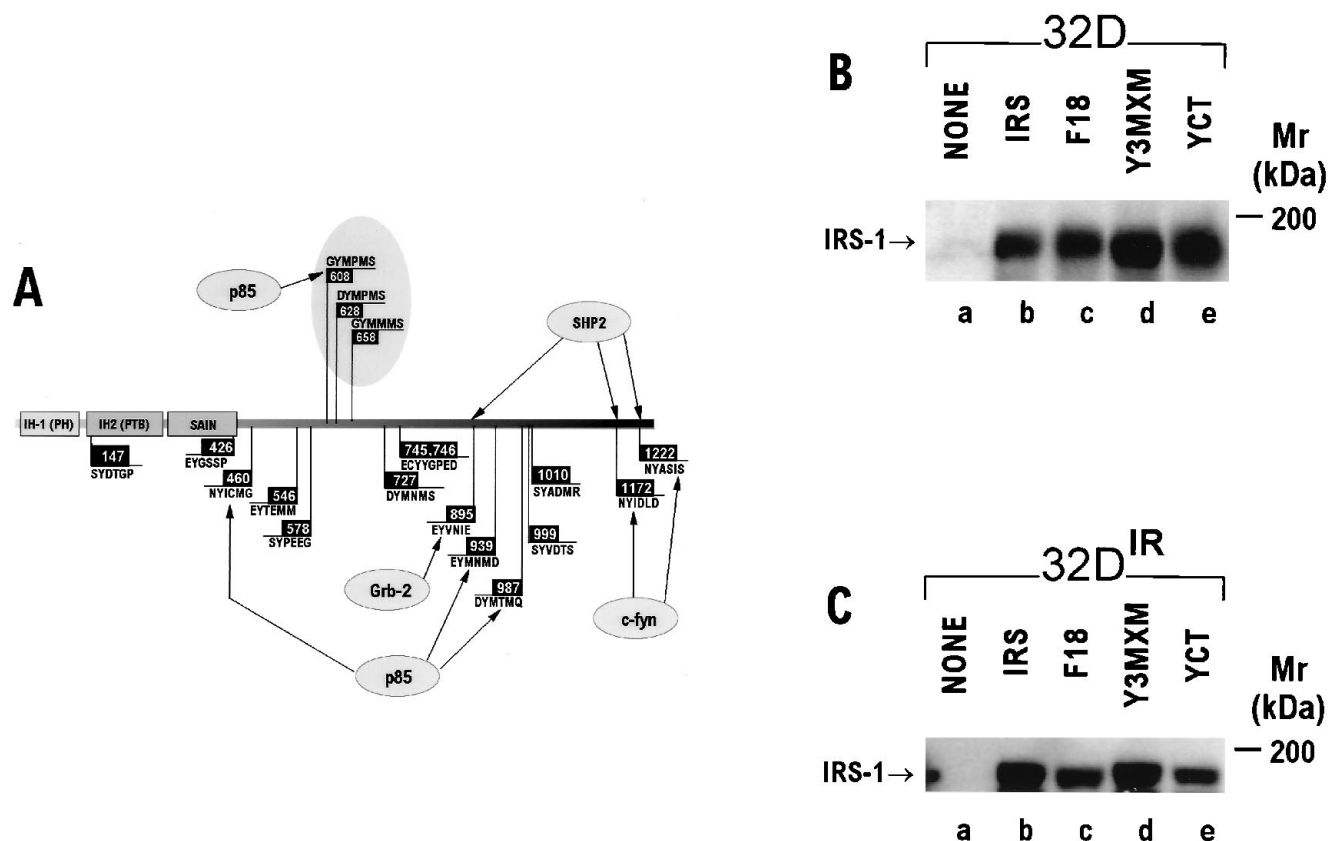 A
GYMPMS
608
p85
DYMPMS
628
GYMMMS
658
SHP2
IH-1 (PH)
IH2 (PTB)
SAIN
147
SYDTGP
426
EYGSSP
460
NYICMG
546
EYTEMM
578
SYPEEG
745.746
ECYYGPED
727
DYMNMS
895
EYVNIE
939
EYMNMD
987
DYMTMQ
1010
SYADMR
999
SYVDTS
1222
NYASIS
1172
NYIDLD
Grb-2
c-fyn
p85
B
32D
NONE
IRS
F18
Y3MXM
YCT
Mr
(kDa)
200
IRS-1→
a b c d e
C
32D IR
NONE
IRS
F18
Y3MXM
YCT
Mr
(kDa)
200
IRS-1→
a b c d e